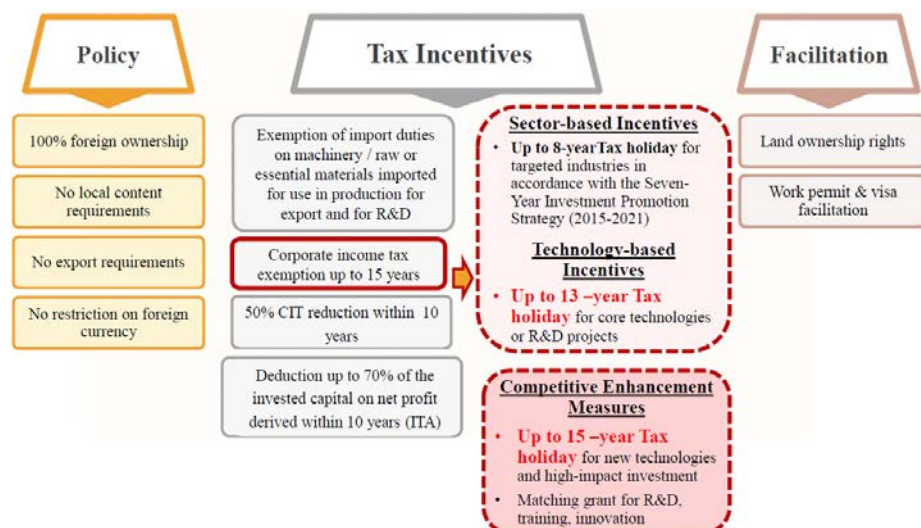 Policy
100% foreign ownership
No local content
requirements
No export requirements
No restriction on foreign
currency
Tax Incentives
Exemption of import duties
on machinery / raw or
essential materials imported
for use in production for
export and for R&D
Corporate income tax
exemption up to 15 years
50% CIT reduction within 10
years
Deduction up to 70% of the
invested capital on net profit
derived within 10 years (ITA)
Sector-based Incentives
• Up to 8-yearTax holiday for
targeted industries in
accordance with the Seven-
Year Investment Promotion
Strategy (2015-2021)
Technology-based
Incentives
• Up to 13 –year Tax
holiday for core technologies
or R&D projects
Competitive Enhancement
Measures
• Up to 15 –year Tax
holiday for new technologies
and high-impact investment
• Matching grant for R&D,
training, innovation
Facilitation
Land ownership rights
Work permit & visa
facilitation